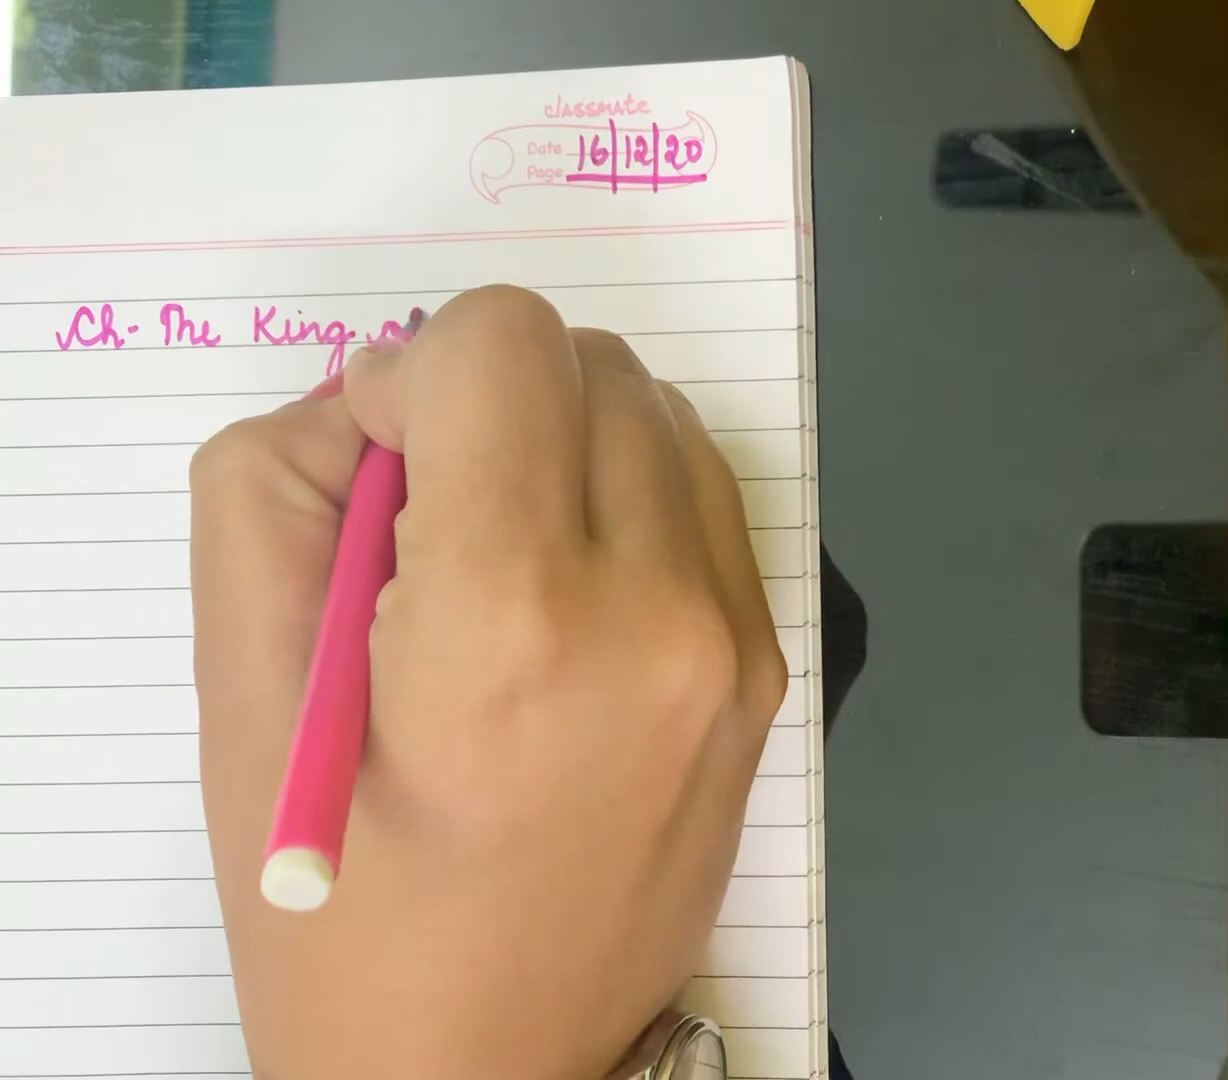 classmate
Date 16|12|20
Page
Ch- The King